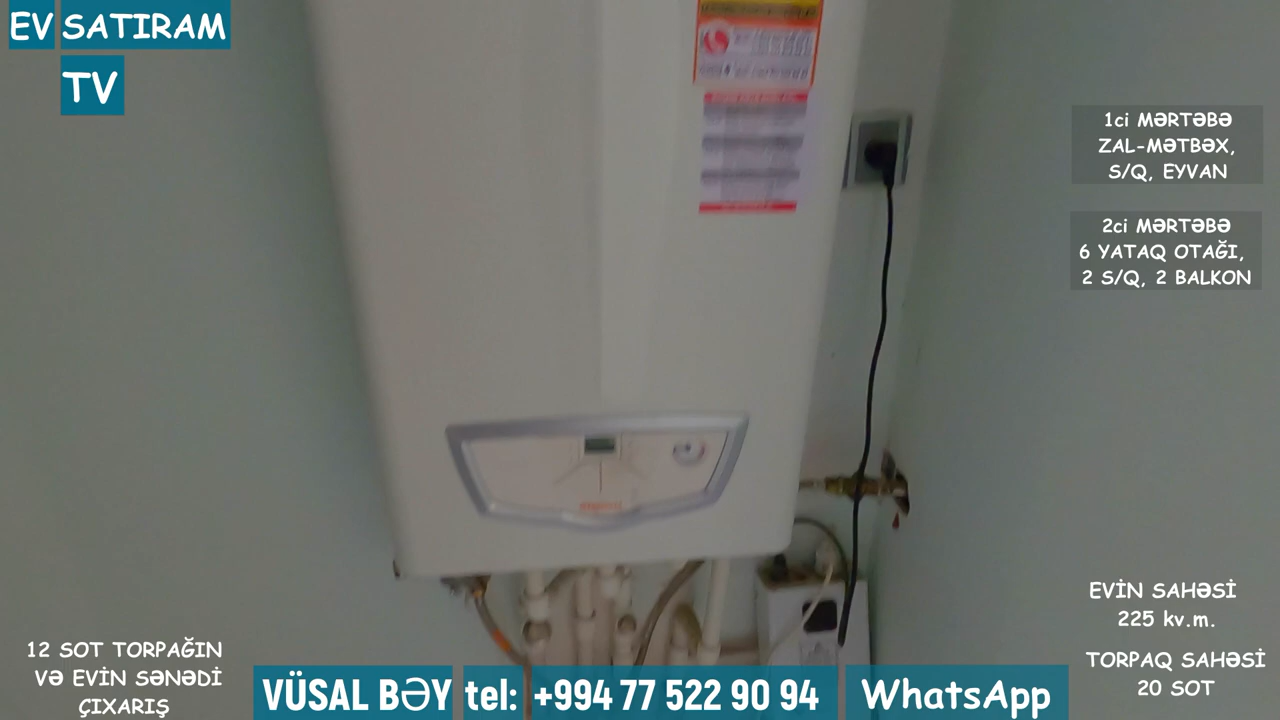 EV SATIRAM
TV
1ci MƏRTƏBƏ
ZAL-MƏTBƏX,
S/Q, EYVAN
2ci MƏRTƏBƏ
6 YATAQ OTAĞI,
2 S/Q, 2 BALKON
EVİN SAHƏSİ
225 kv.m.
TORPAQ SAHƏSİ
20 SOT
12 SOT TORPAĞIN
VƏ EVİN SƏNƏDİ
ÇIXARIŞ
VÜSAL BƏY tel: +994 77 522 90 94 WhatsApp